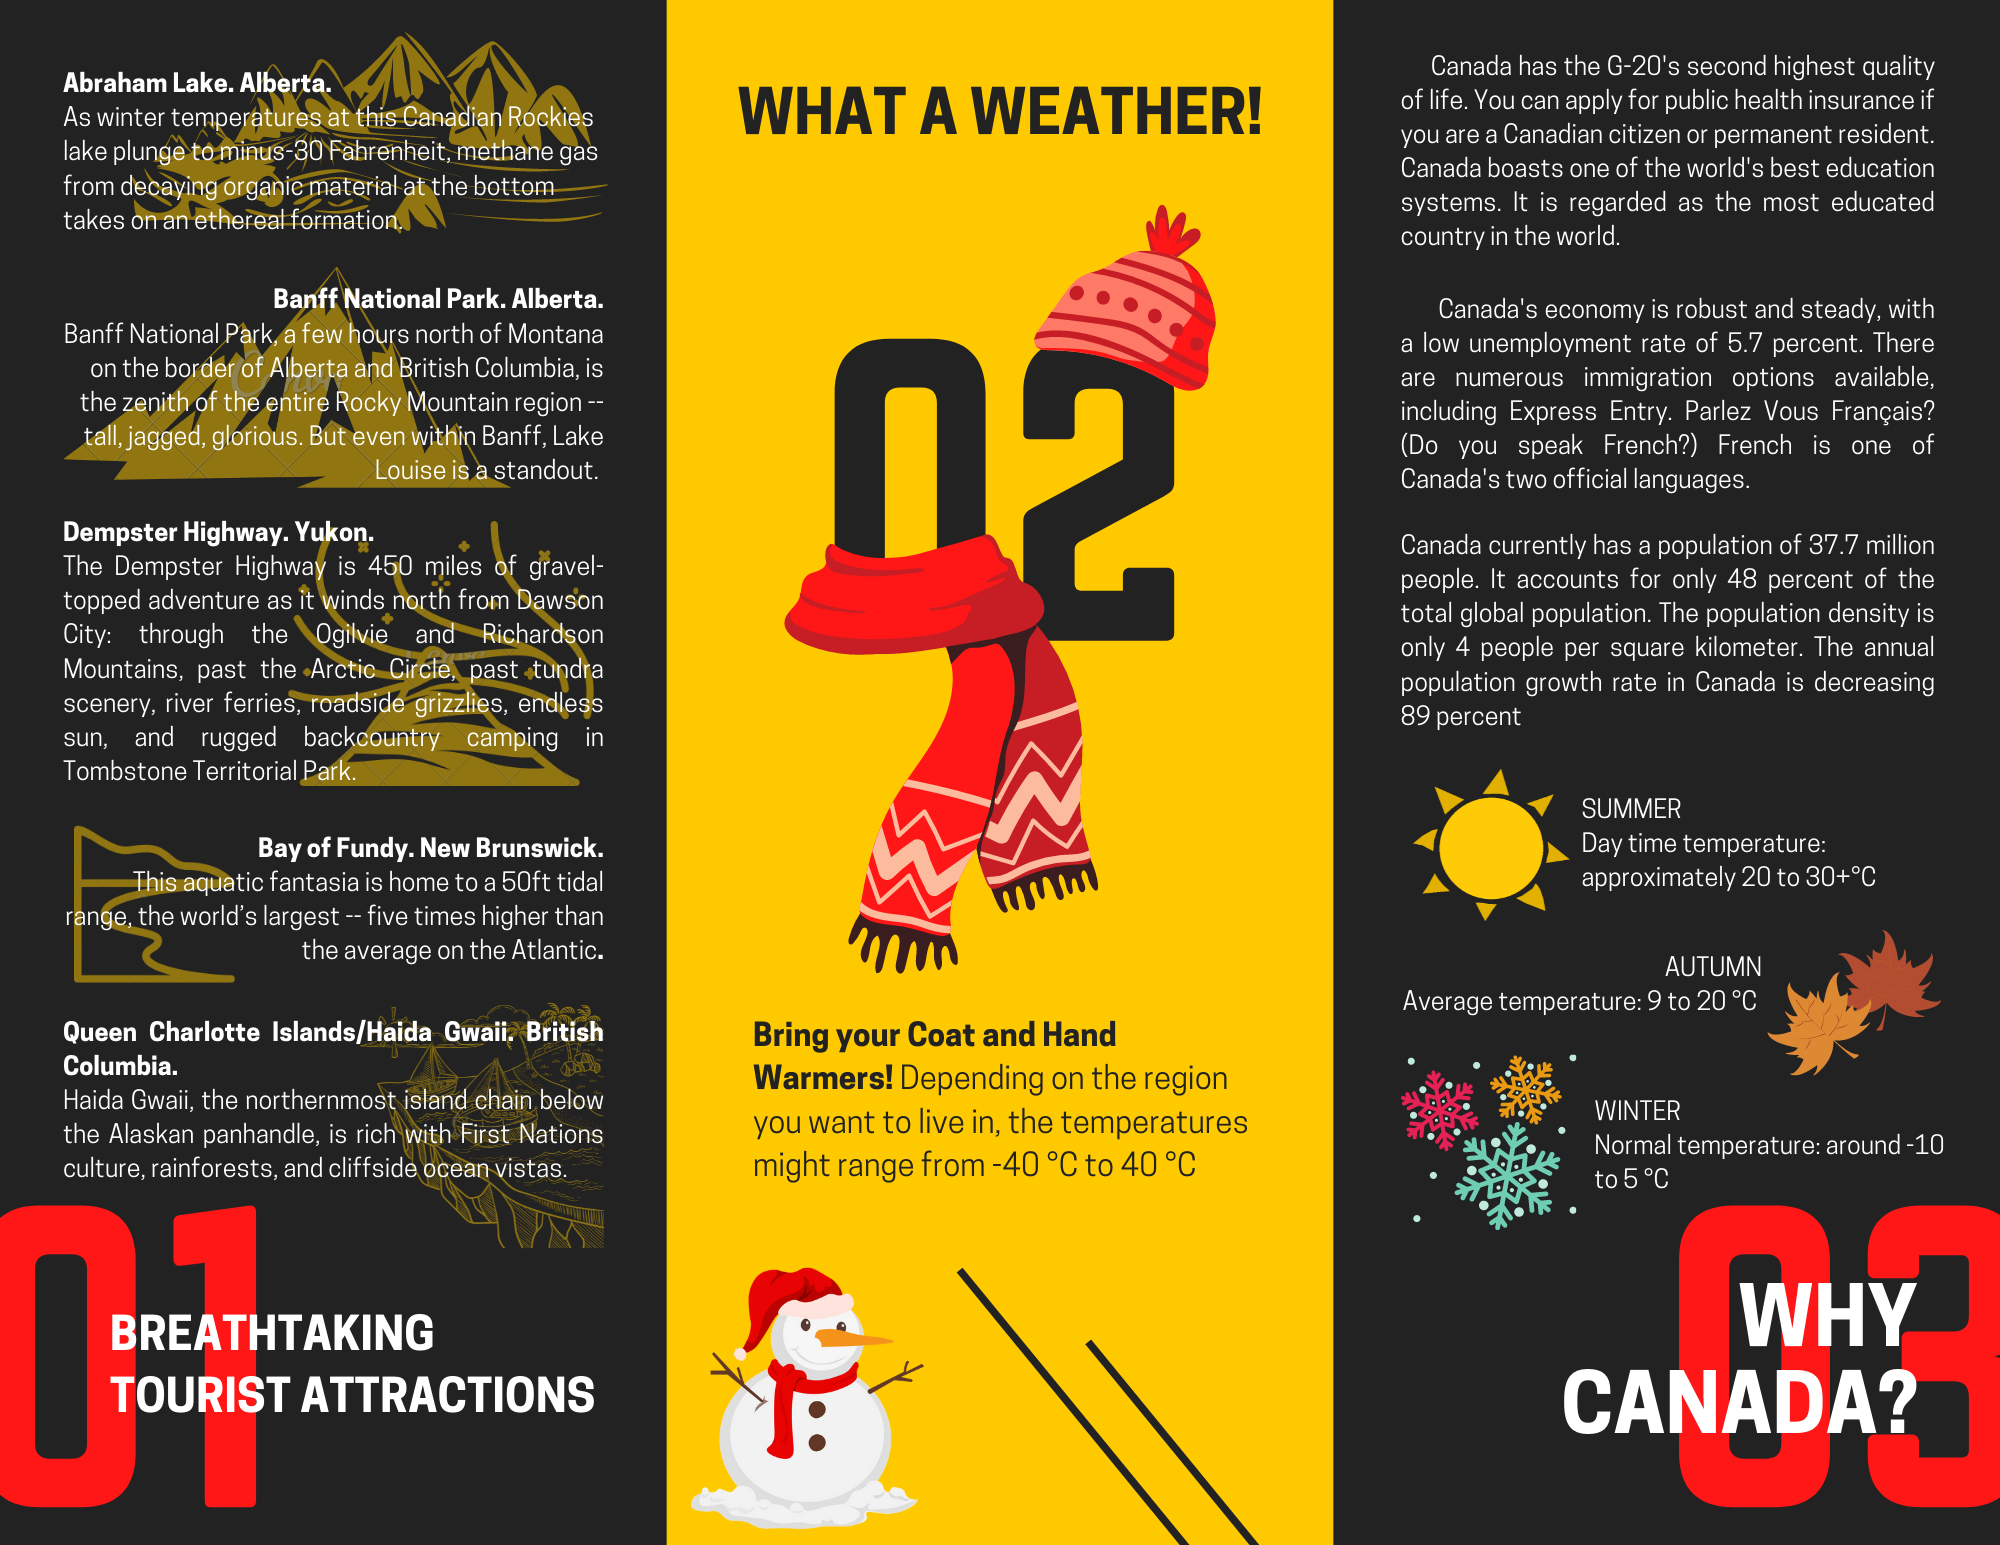 Abraham Lake. Alberta.
As winter temperatures at this Canadian Rockies
lake plunge to minus-30 Fahrenheit, methane gas
from decaying organic material at the bottom
takes on an ethereal formation.
Banff National Park. Alberta.
Banff National Park, a few hours north of Montana
on the border of Alberta and British Columbia, is
the zenith of the entire Rocky Mountain region --
tall, jagged, glorious. But even within Banff, Lake
Louise is a standout.
Dempster Highway. Yukon.
The Dempster Highway is 450 miles of gravel-
topped adventure as it winds north from Dawson
City: through the Ogilvie and Richardson
Mountains, past the Arctic Circle, past tundra
scenery, river ferries, roadside grizzlies, endless
sun, and rugged backcountry camping in
Tombstone Territorial Park.
Bay of Fundy. New Brunswick.
This aquatic fantasia is home to a 50ft tidal
range, the world’s largest -- five times higher than
the average on the Atlantic.
Queen Charlotte Islands/Haida Gwaii. British
Columbia.
Haida Gwaii, the northernmost island chain below
the Alaskan panhandle, is rich with First Nations
culture, rainforests, and cliffside ocean vistas.
01
BREATHTAKING
TOURIST ATTRACTIONS
WHAT A WEATHER!
02
Bring your Coat and Hand
Warmers! Depending on the region
you want to live in, the temperatures
might range from -40 °C to 40 °C
Canada has the G-20's second highest quality
of life. You can apply for public health insurance if
you are a Canadian citizen or permanent resident.
Canada boasts one of the world's best education
systems. It is regarded as the most educated
country in the world.
Canada's economy is robust and steady, with
a low unemployment rate of 5.7 percent. There
are numerous immigration options available,
including Express Entry. Parlez Vous Français?
(Do you speak French?) French is one of
Canada's two official languages.
Canada currently has a population of 37.7 million
people. It accounts for only 48 percent of the
total global population. The population density is
only 4 people per square kilometer. The annual
population growth rate in Canada is decreasing
89 percent
SUMMER
Day time temperature:
approximately 20 to 30+°C
AUTUMN
Average temperature: 9 to 20 °C
WINTER
Normal temperature: around -10
to 5 °C
03
WHY
CANADA?